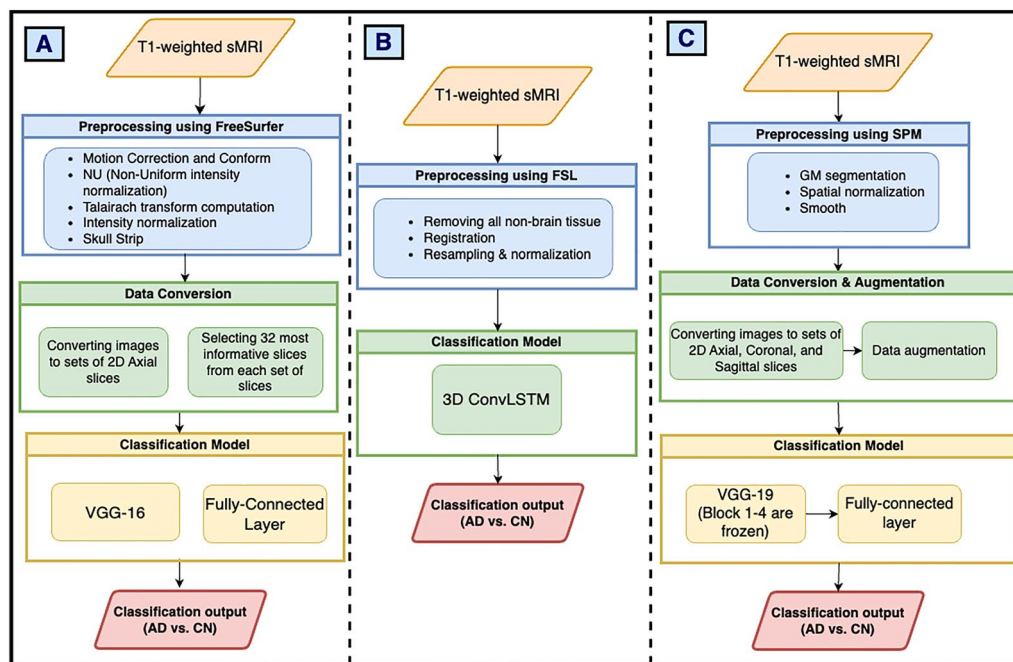 A
T1-weighted sMRI
Preprocessing using FreeSurfer
• Motion Correction and Conform
• NU (Non-Uniform intensity
normalization)
• Talairach transform computation
• Intensity normalization
• Skull Strip
Data Conversion
Converting images
to sets of 2D Axial
slices
Selecting 32 most
informative slices
from each set of
slices
Classification Model
VGG-16
Fully-Connected
Layer
Classification output
(AD vs. CN)
B
T1-weighted sMRI
Preprocessing using FSL
• Removing all non-brain tissue
• Registration
• Resampling & normalization
Classification Model
3D ConvLSTM
Classification output
(AD vs. CN)
C
T1-weighted sMRI
Preprocessing using SPM
• GM segmentation
• Spatial normalization
• Smooth
Data Conversion & Augmentation
Converting images to sets of
2D Axial, Coronal, and
Sagittal slices
Data augmentation
Classification Model
VGG-19
(Block 1-4 are
frozen)
Fully-connected
layer
Classification output
(AD vs. CN)